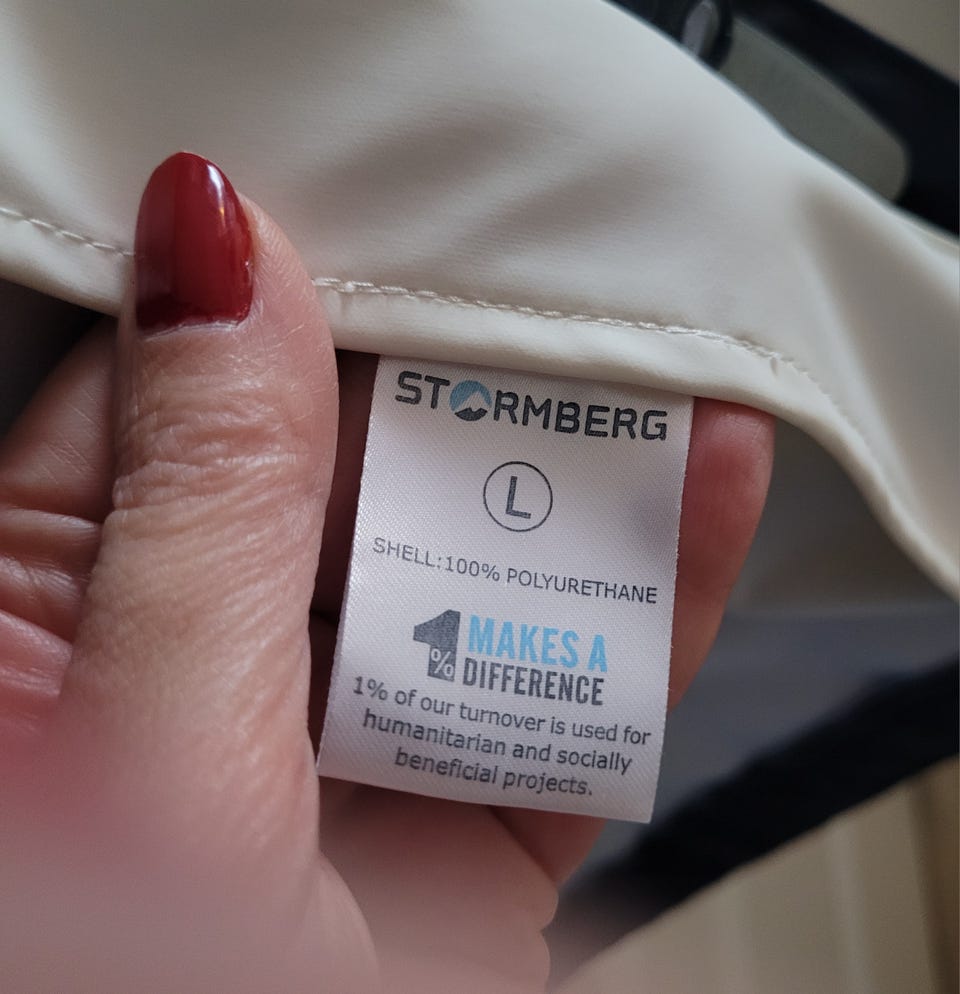 STORMBERG
L
SHELL:100% POLYURETHANE
1% MAKES A
DIFFERENCE
1% of our turnover is used for
humanitarian and socially
beneficial projects.